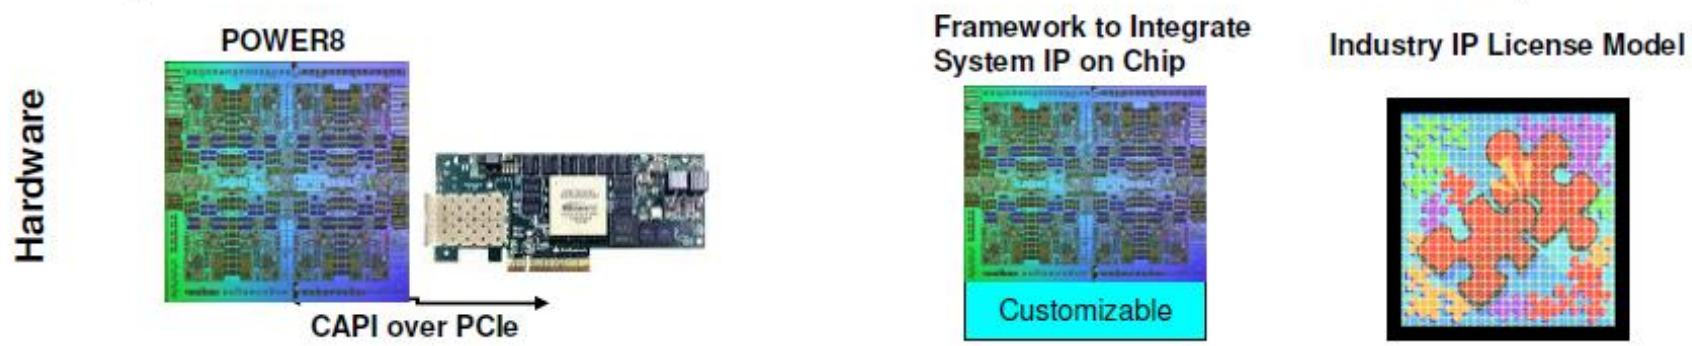 Hardware
POWER8
CAPI over PCIe
Framework to Integrate
System IP on Chip
Customizable
Industry IP License Model